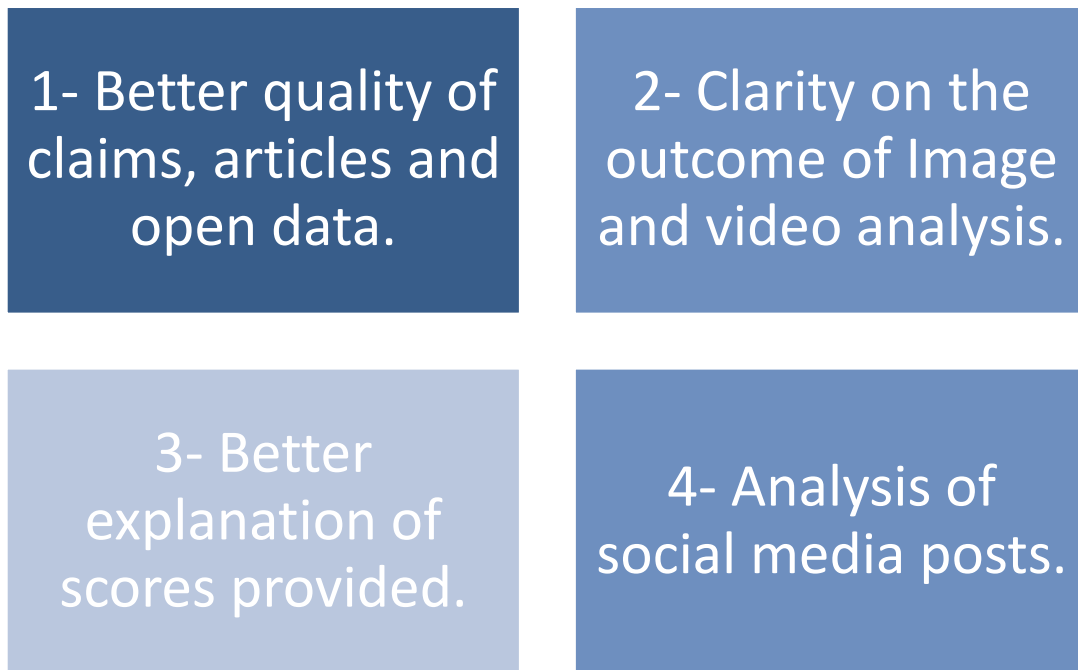 1- Better quality of
claims, articles and
open data.
2- Clarity on the
outcome of Image
and video analysis.
3- Better
explanation of
scores provided.
4- Analysis of
social media posts.